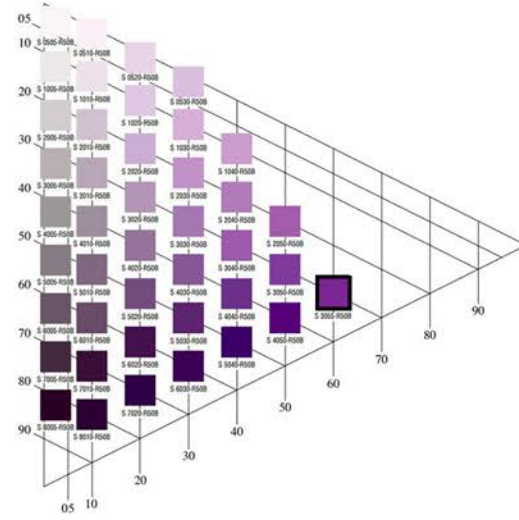 05
S 0505-R50B
S 0510-R50B
10
S 0520-R50B
S 0530-R50B
S 1005-R50B
S 1010-R50B
20
S 1020-R50B
S 1030-R50B
S 1040-R50B
S 2005-R50B
S 2010-R50B
30
S 2020-R50B
S 2030-R50B
S 2040-R50B
S 2050-R50B
S 3005-R50B
S 3010-R50B
40
S 3020-R50B
S 3030-R50B
S 3040-R50B
S 3050-R50B
S 3055-R50B
S 4005-R50B
S 4010-R50B
50
S 4020-R50B
S 4030-R50B
S 4040-R50B
S 4050-R50B
S 5005-R50B
S 5010-R50B
60
S 5020-R50B
S 5030-R50B
S 5040-R50B
S 6005-R50B
S 6010-R50B
70
S 6020-R50B
S 6030-R50B
S 7005-R50B
S 7010-R50B
80
S 7020-R50B
S 8005-R50B
S 8010-R50B
90
05
10
20
30
40
50
60
70
80
90